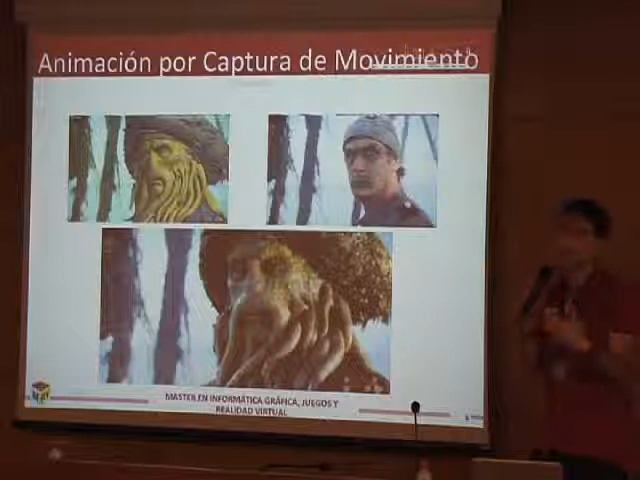 Animación por Captura de Movimiento
MASTER EN INFORMÁTICA GRÁFICA, JUEGOS Y
REALIDAD VIRTUAL